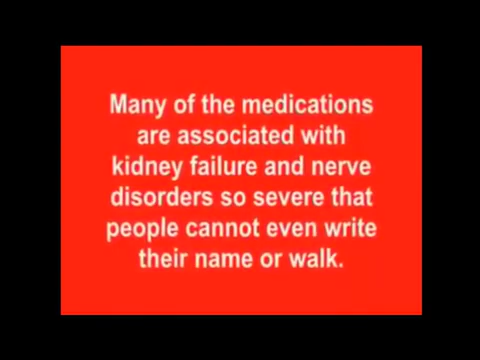 Many of the medications
are associated with
kidney failure and nerve
disorders so severe that
people cannot even write
their name or walk.